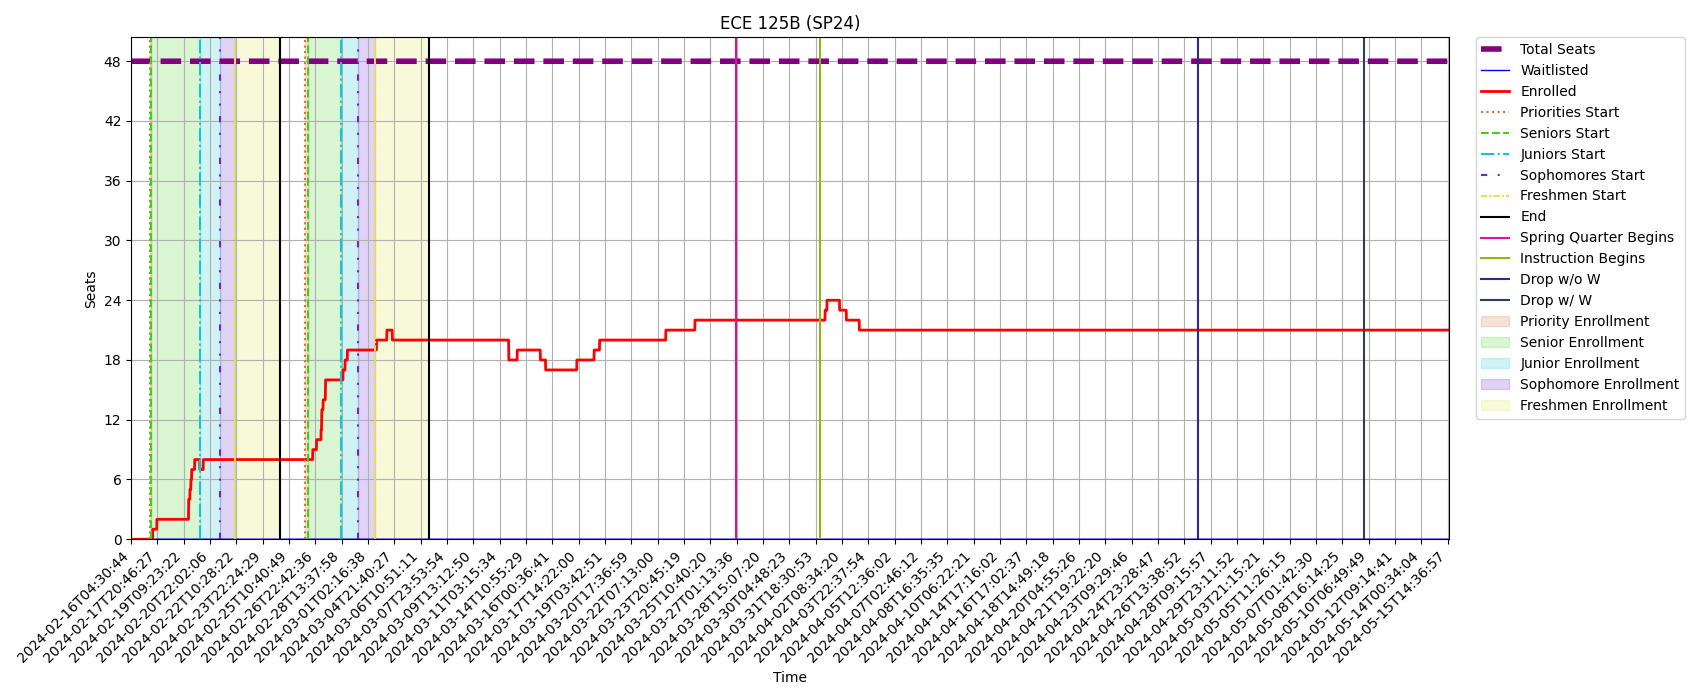 ECE 125B (SP24)
Seats
48
42
36
30
24
18
12
6
0
2024-02-16T04:30:44
2024-02-17T20:46:27
2024-02-19T09:23:22
2024-02-20T22:02:06
2024-02-22T10:28:22
2024-02-23T22:24:29
2024-02-25T10:40:49
2024-02-26T22:42:36
2024-02-28T13:37:58
2024-03-01T02:16:38
2024-03-04T21:40:27
2024-03-06T10:51:11
2024-03-07T23:53:54
2024-03-09T13:12:50
2024-03-11T03:15:34
2024-03-14T10:55:29
2024-03-16T00:36:41
2024-03-17T14:22:00
2024-03-19T03:42:51
2024-03-20T17:36:59
2024-03-22T07:13:00
2024-03-23T20:45:19
2024-03-25T10:40:20
2024-03-27T01:13:36
2024-03-28T15:07:20
2024-03-30T04:48:23
2024-03-31T18:30:53
2024-04-02T08:34:20
2024-04-03T22:37:54
2024-04-05T12:36:02
2024-04-07T02:46:12
2024-04-08T16:35:35
2024-04-10T06:22:21
2024-04-14T17:16:02
2024-04-16T17:02:37
2024-04-18T14:49:18
2024-04-20T04:55:26
2024-04-21T19:22:20
2024-04-23T09:29:46
2024-04-24T23:28:47
2024-04-26T13:38:52
2024-04-28T09:15:57
2024-04-29T23:11:52
2024-05-03T21:15:21
2024-05-05T11:26:15
2024-05-07T01:42:30
2024-05-08T16:14:25
2024-05-10T06:49:49
2024-05-12T09:14:41
2024-05-14T00:34:04
2024-05-15T14:36:57
Time
Total Seats
Waitlisted
Enrolled
Priorities Start
Seniors Start
Juniors Start
Sophomores Start
Freshmen Start
End
Spring Quarter Begins
Instruction Begins
Drop w/o W
Drop w/ W
Priority Enrollment
Senior Enrollment
Junior Enrollment
Sophomore Enrollment
Freshmen Enrollment